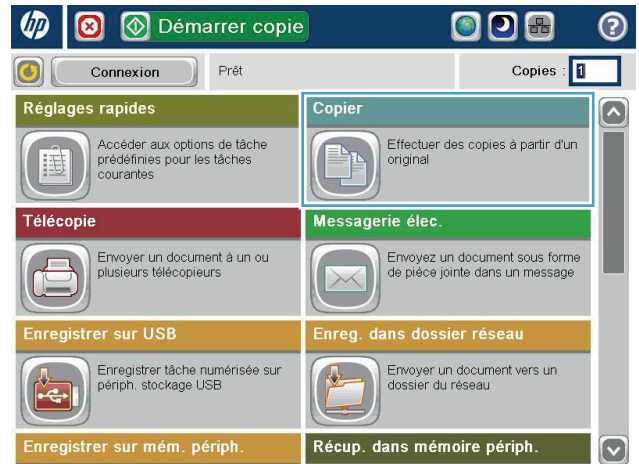 hp
Démarrer copie
?
Connexion
Prêt
Copies : 1
Réglages rapides
Accéder aux options de tâche
prédéfinies pour les tâches
courantes
Copier
Effectuer des copies à partir d'un
original
Télécopie
Envoyer un document à un ou
plusieurs télécopieurs
Messagerie élec.
Envoyez un document sous forme
de pièce jointe dans un message
Enregistrer sur USB
Enregistrer tâche numérisée sur
périph. stockage USB
Enreg. dans dossier réseau
Envoyer un document vers un
dossier du réseau
Enregistrer sur mém. périph.
Récup. dans mémoire périph.